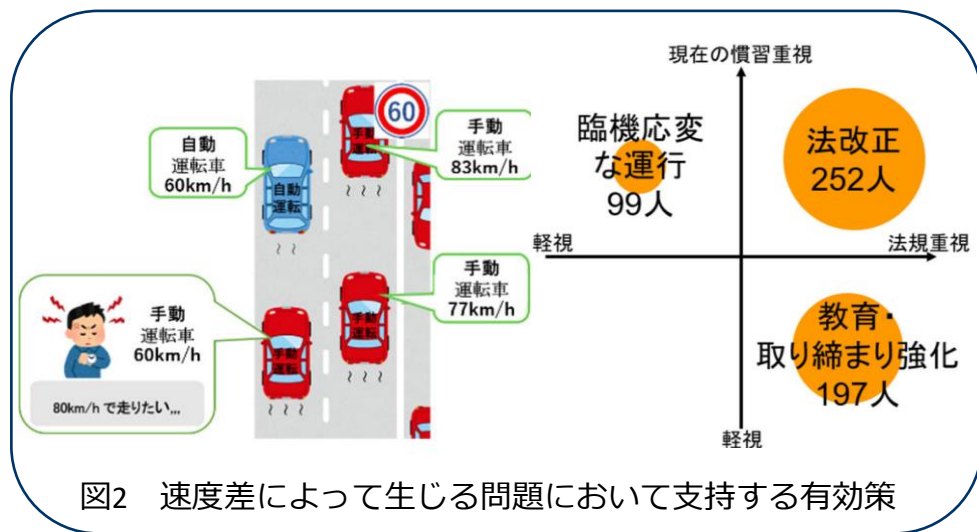 自動
運転車
60km/h
自動
運転
手動
運転
60
手動
運転車
83km/h
手動
運転車
77km/h
手動
運転
手動
運転車
60km/h
80km/hで走りたい,,,
手動
運転
現在の慣習重視
臨機応変
な運行
99人
法改正
252人
軽視
法規重視
教育・
取り締まり強化
197人
軽視
図2 速度差によって生じる問題において支持する有効策